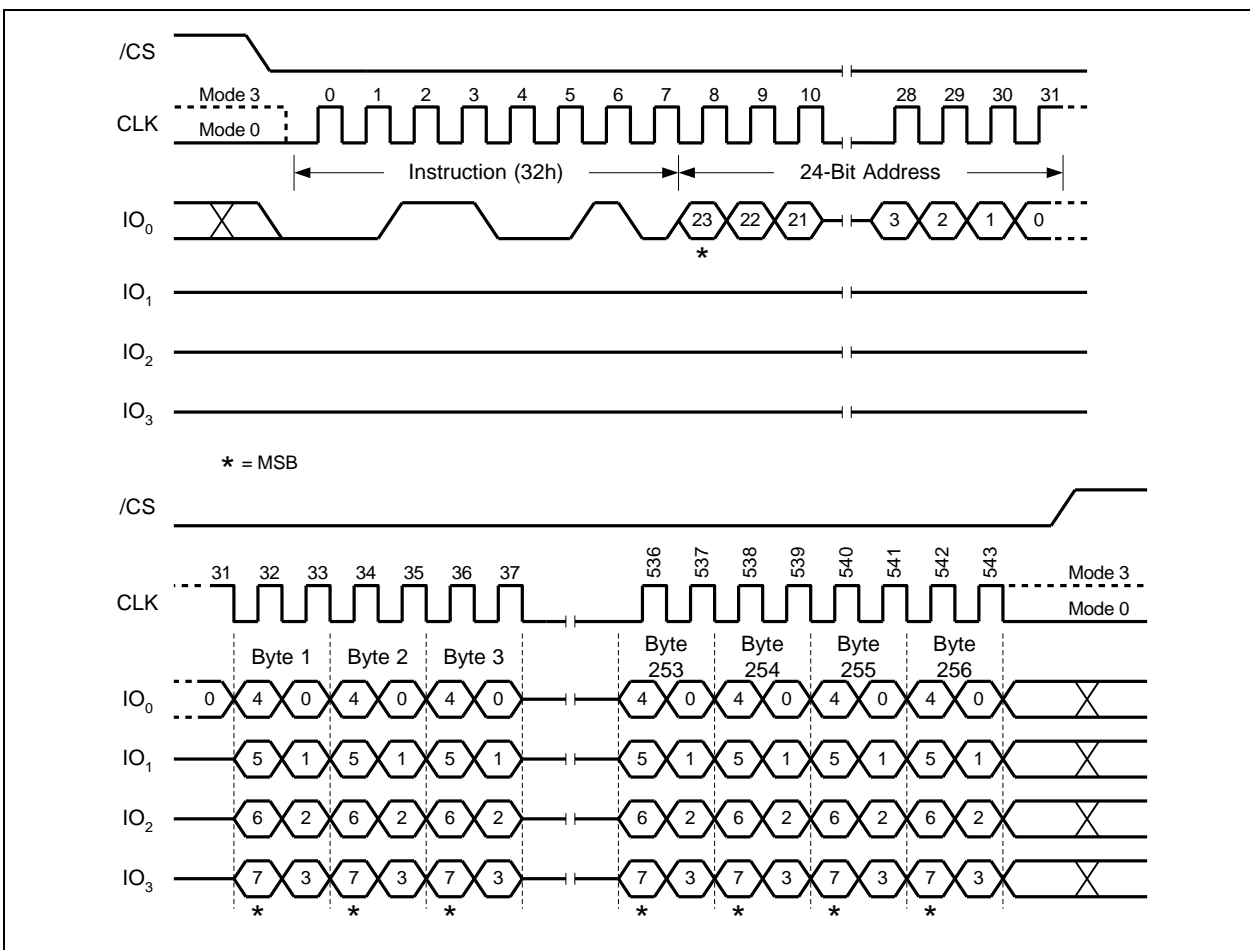 /CS
Mode 3 0 1 2 3 4 5 6 7 8 9 10 28 29 30 31
CLK
Mode 0
Instruction (32h) 24-Bit Address
IO0 23 22 21 3 2 1 0
*
IO1
IO2
IO3
* = MSB
/CS
31 32 33 34 35 36 37 536 537 538 539 540 541 542 543 Mode 3
CLK
Mode 0
Byte 1 Byte 2 Byte 3 Byte 253 Byte 254 Byte 255 Byte 256
IO0 0 4 0 4 0 4 0 4 0 4 0 4 0 4 0
IO1 5 1 5 1 5 1 5 1 5 1 5 1 5 1
IO2 6 2 6 2 6 2 6 2 6 2 6 2 6 2
IO3 7 3 7 3 7 3 7 3 7 3 7 3 7 3
* * * * * * *